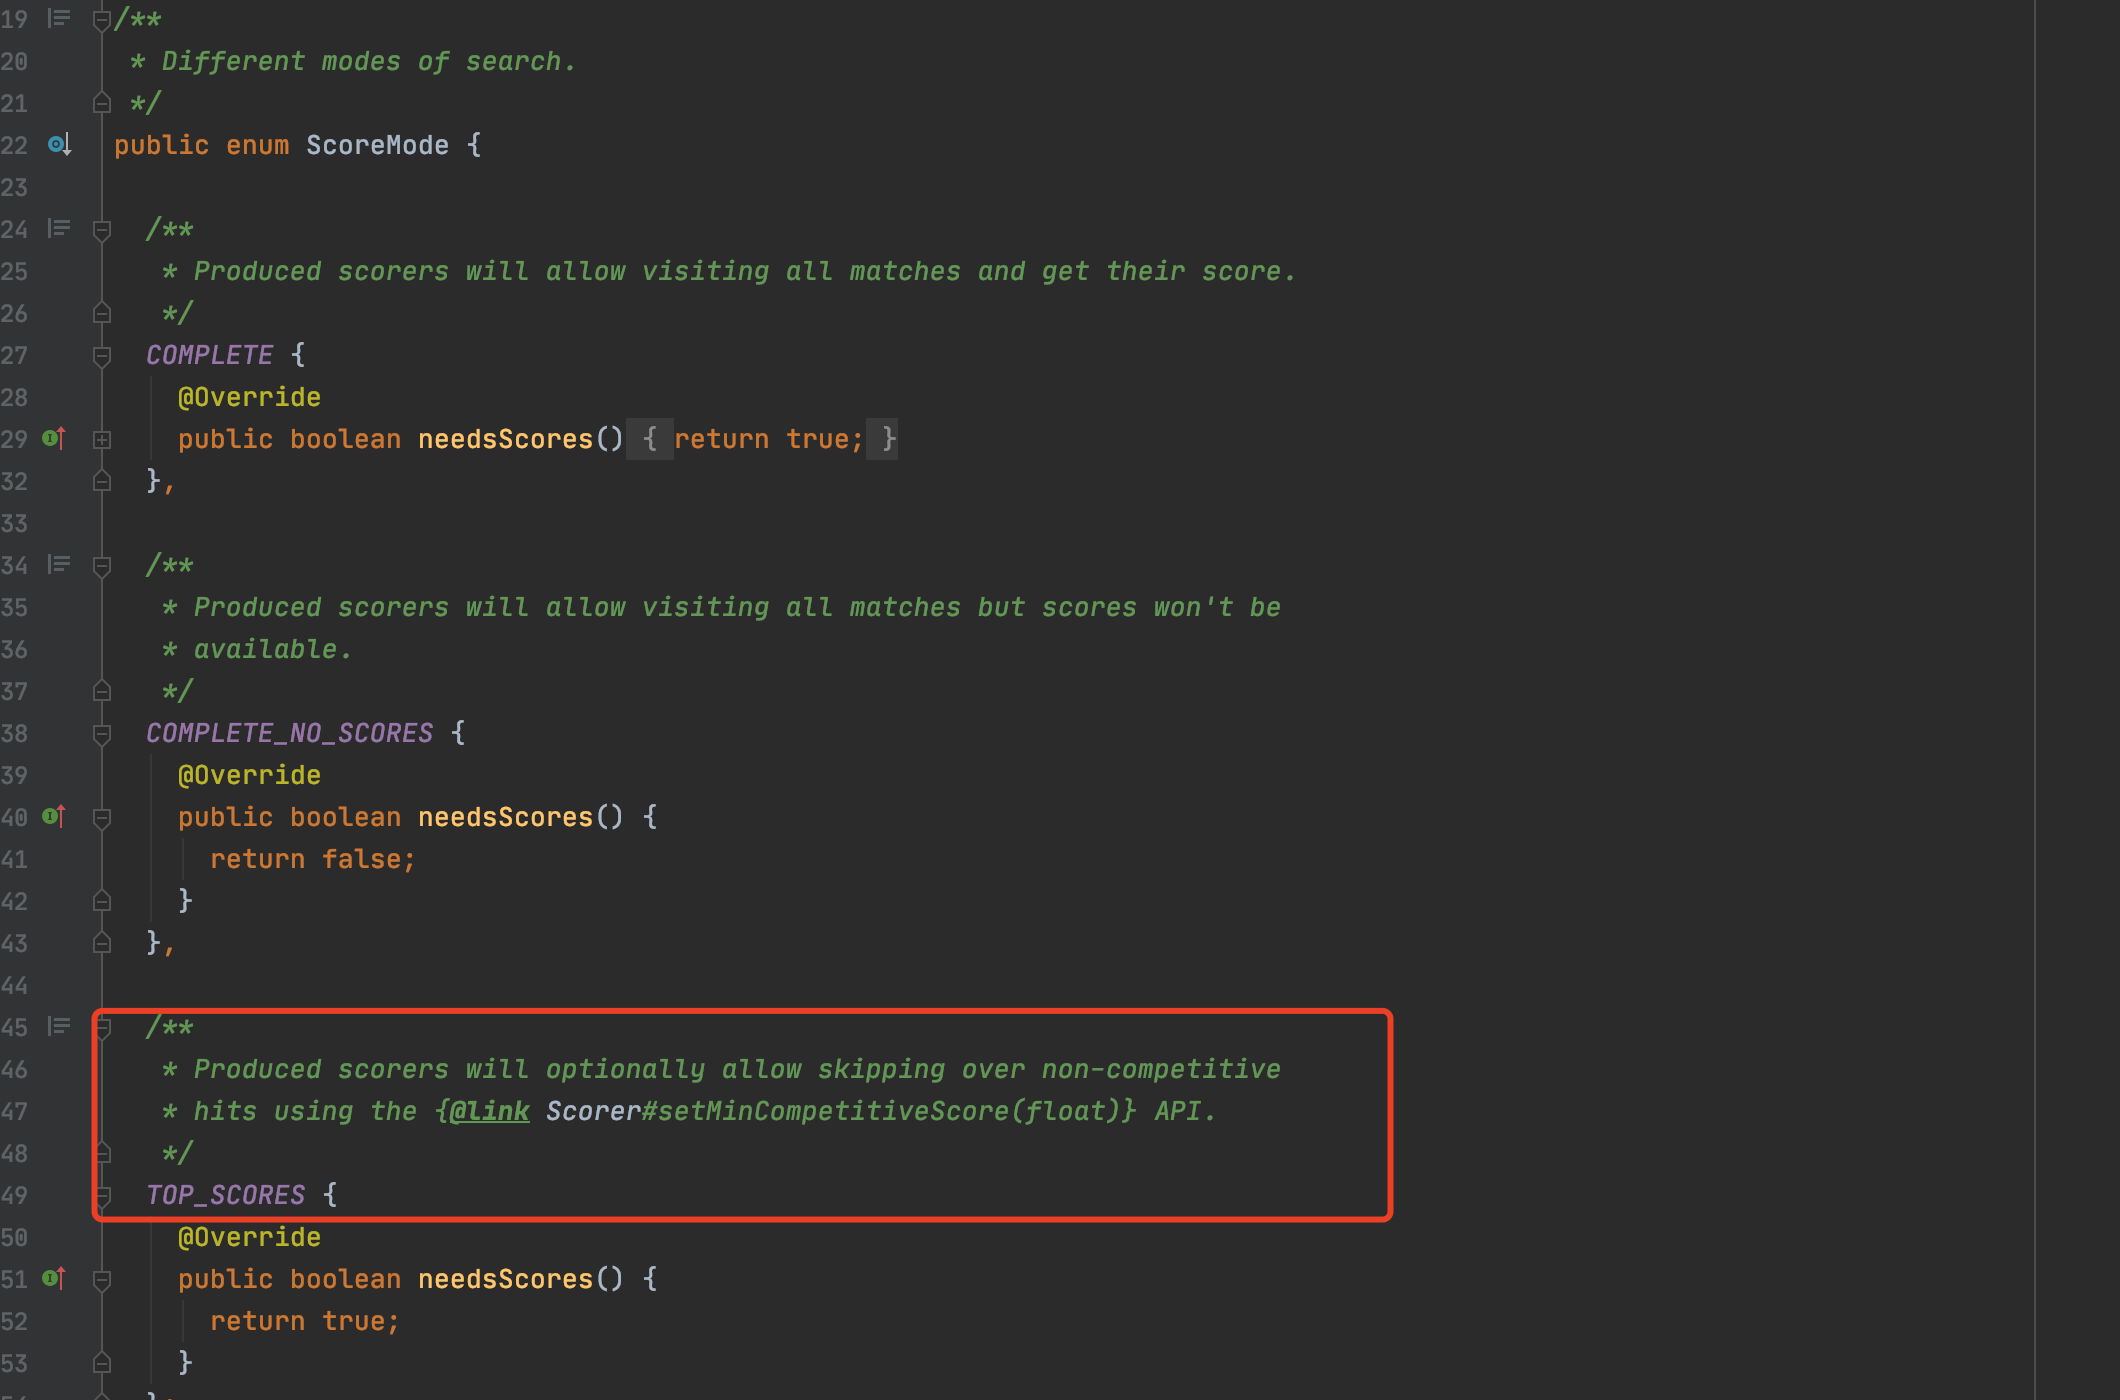 19 /**
20 * Different modes of search.
21 */
22 public enum ScoreMode {
23
24 /**
25 * Produced scorers will allow visiting all matches and get their score.
26 */
27 COMPLETE {
28 @Override
29 public boolean needsScores() { return true; }
32 },
33
34 /**
35 * Produced scorers will allow visiting all matches but scores won't be
36 * available.
37 */
38 COMPLETE_NO_SCORES {
39 @Override
40 public boolean needsScores() {
41 return false;
42 }
43 },
44
45 /**
46 * Produced scorers will optionally allow skipping over non-competitive
47 * hits using the {@link Scorer#setMinCompetitiveScore(float)} API.
48 */
49 TOP_SCORES {
50 @Override
51 public boolean needsScores() {
52 return true;
53 }